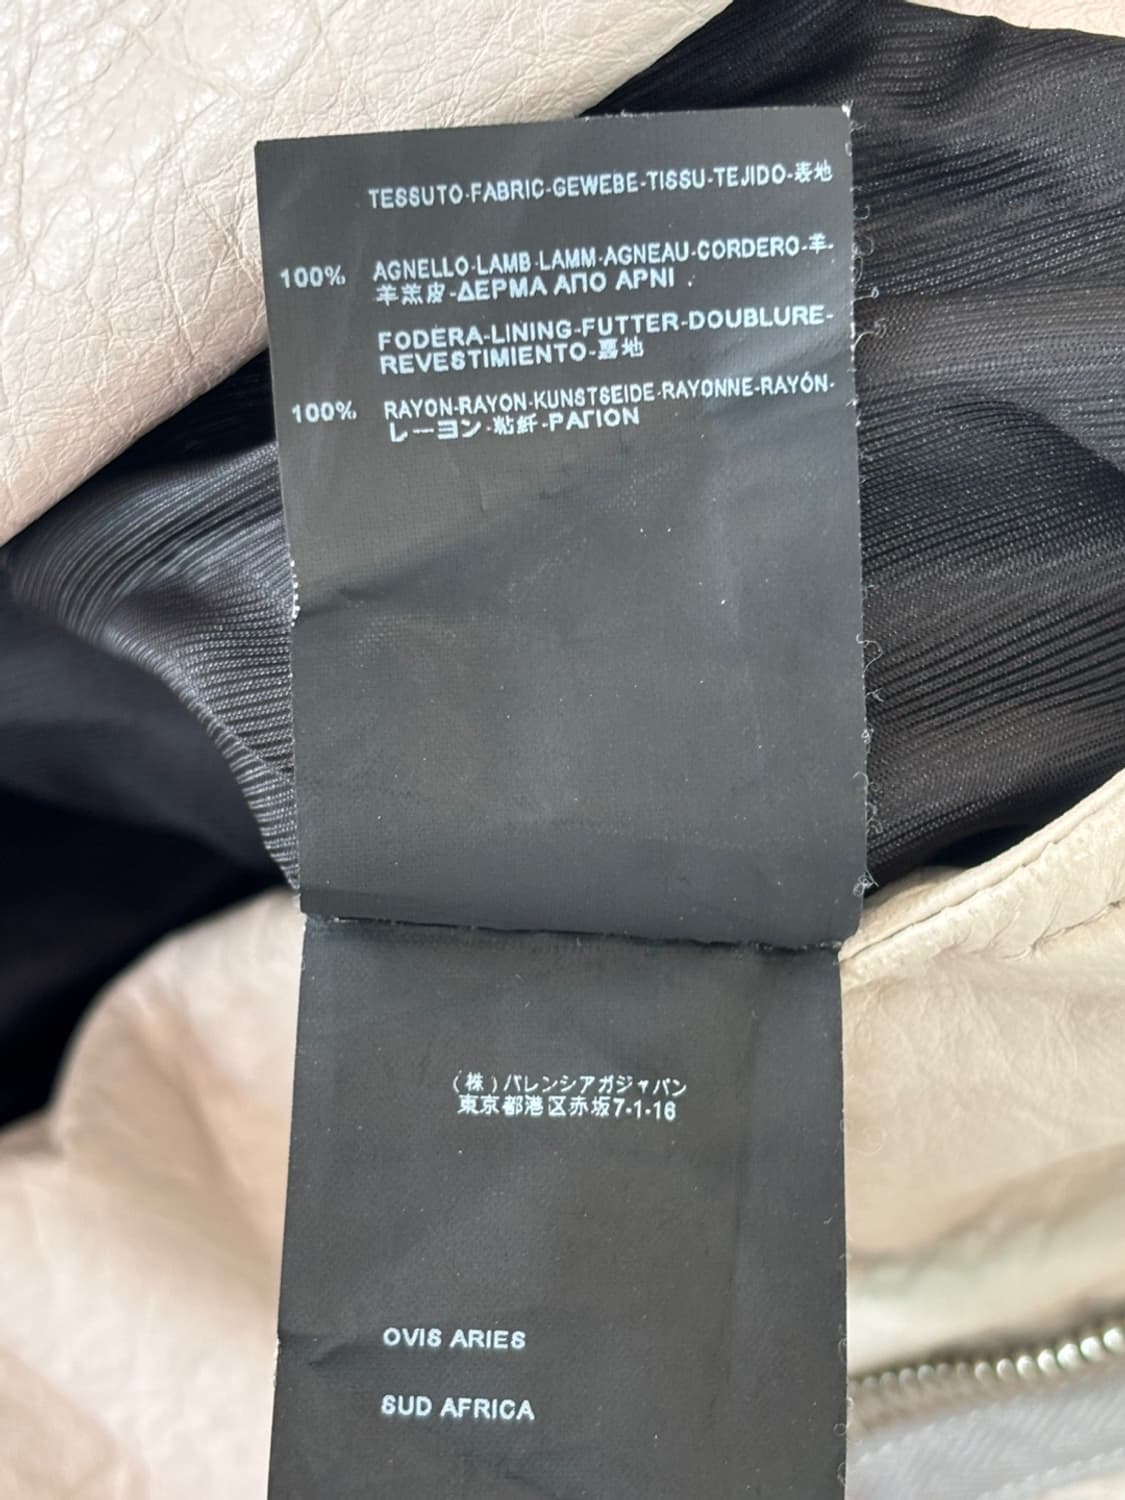 TESSUTO-FABRIC-GEWEBE-TISSU-TEJIDO-表地
100% AGNELLO-LAMB-LAMM-AGNEAU-CORDERO-羊-
羊羔皮-ΔΕΡΜΑ ΑΠΟ ΑΡΝΙ
FODERA-LINING-FUTTER-DOUBLURE-
REVESTIMIENTO-裏地
100% RAYON-RAYON-KUNSTSEIDE-RAYONNE-RAYÓN-
レーヨン-粘纤-ΡΑΓΙΟΝ
(株)バレンシアガジャパン
東京都港区赤坂7-1-16
OVIS ARIES
SUD AFRICA